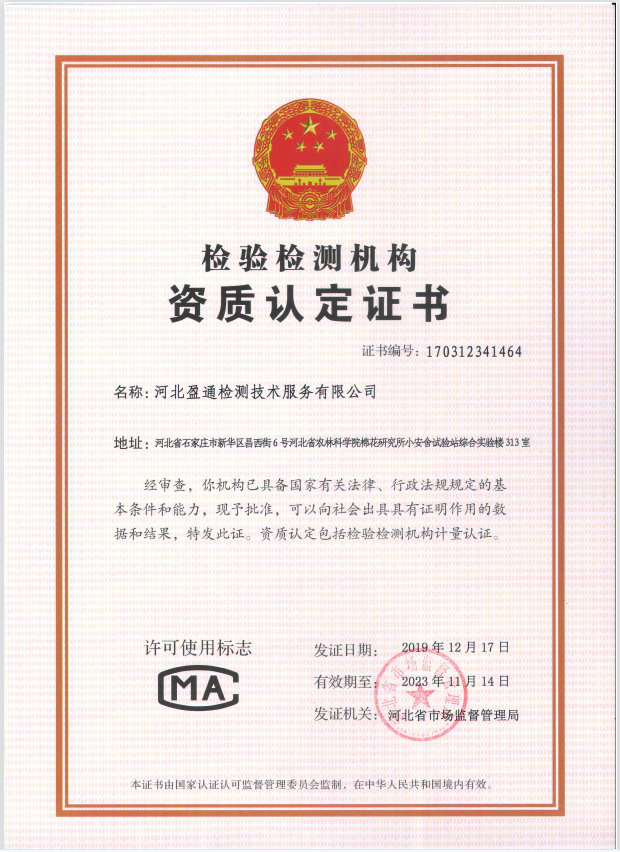 检验检测机构
资质认定证书
证书编号：170312341464
名称：河北盈通检测技术服务有限公司
地址：河北省石家庄市新华区昌西街6号河北省农林科学院棉花研究所小安舍试验站综合实验楼313室
经审查，你机构已具备国家有关法律、行政法规规定的基
本条件和能力，现予批准，可以向社会出具具有证明作用的数
据和结果，特发此证。资质认定包括检验检测机构计量认证。
许可使用标志
MA
发证日期：2019年12月17日
有效期至：2023年11月14日
发证机关：河北省市场监督管理局
本证书由国家认证认可监督管理委员会监制，在中华人民共和国境内有效。